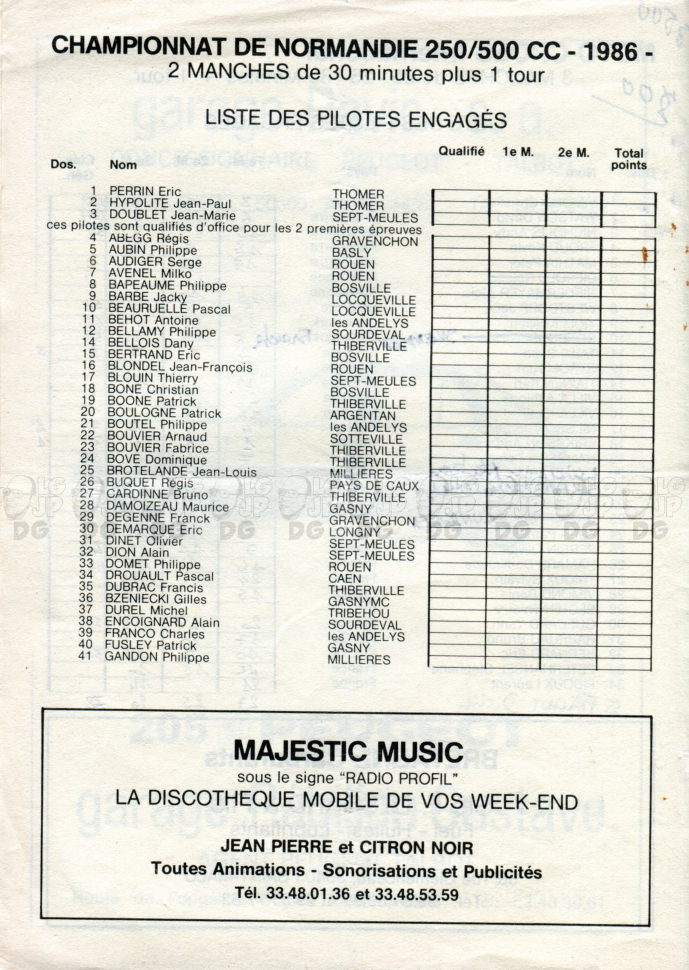 CHAMPIONNAT DE NORMANDIE 250/500 CC - 1986 -
2 MANCHES de 30 minutes plus 1 tour
LISTE DES PILOTES ENGAGÉS
Dos. Nom Qualifié 1e M. 2e M. Total points
1 PERRIN Eric THOMER
2 HYPOLITE Jean-Paul THOMER
3 DOUBLET Jean-Marie SEPT-MEULES
ces pilotes sont qualifiés d'office pour les 2 premières épreuves
4 ABEGG Régis GRAVENCHON
5 AUBIN Philippe BASLY
6 AUDIGER Serge ROUEN
7 AVENEL Milko ROUEN
8 BAPEAUME Philippe BOSVILLE
9 BARBE Jacky LOCQUEVILLE
10 BEAURUELLE Pascal LOCQUEVILLE
11 BEHOT Antoine les ANDELYS
12 BELLAMY Philippe SOURDEVAL
14 BELLOIS Dany THIBERVILLE
15 BERTRAND Eric BOSVILLE
16 BLONDEL Jean-François ROUEN
17 BLOUIN Thierry SEPT-MEULES
18 BONE Christian BOSVILLE
19 BOONE Patrick THIBERVILLE
20 BOULOGNE Patrick ARGENTAN
21 BOUTEL Philippe les ANDELYS
22 BOUVIER Arnaud SOTTEVILLE
23 BOUVIER Fabrice THIBERVILLE
24 BOVE Dominique THIBERVILLE
25 BROTELANDE Jean-Louis MILLIERES
26 BUQUET Régis PAYS DE CAUX
27 CARDINNE Bruno THIBERVILLE
28 DAMOIZEAU Maurice GASNY
29 DEGENNE Franck GRAVENCHON
30 DEMARQUE Eric LONGNY
31 DINET Olivier SEPT-MEULES
32 DION Alain SEPT-MEULES
33 DOMET Philippe ROUEN
34 DROUAULT Pascal CAEN
35 DUBRAC Francis THIBERVILLE
36 BZENIECKI Gilles GASNYMC
37 DUREL Michel TRIBEHOU
38 ENCOIGNARD Alain SOURDEVAL
39 FRANCO Charles les ANDELYS
40 FUSLEY Patrick GASNY
41 GANDON Philippe MILLIERES
MAJESTIC MUSIC
sous le signe "RADIO PROFIL"
LA DISCOTHEQUE MOBILE DE VOS WEEK-END
JEAN PIERRE et CITRON NOIR
Toutes Animations - Sonorisations et Publicités
Tél. 33.48.01.36 et 33.48.53.59